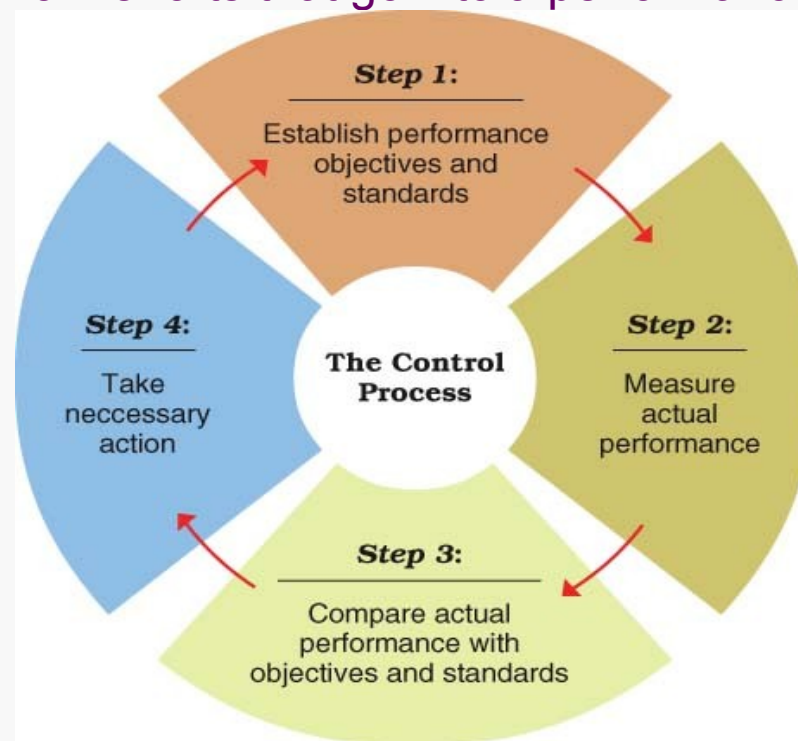 Step 1:
Establish performance
objectives and
standards
Step 2:
Measure
actual
performance
Step 3:
Compare actual
performance with
objectives and standards
Step 4:
Take
neccessary
action
The Control
Process